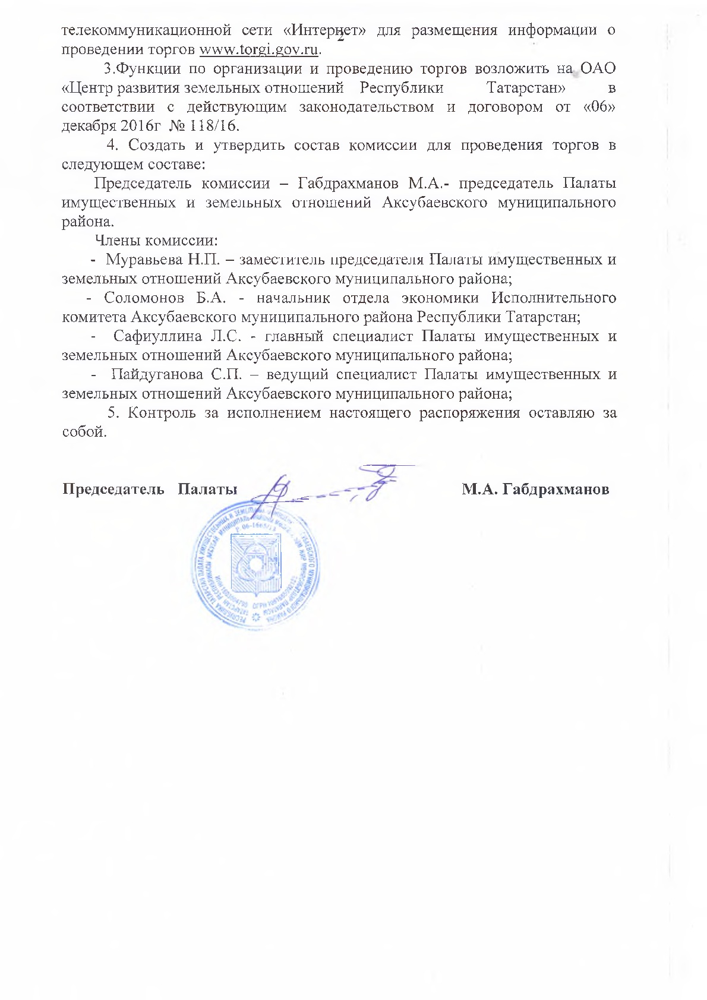 2
телекоммуникационной сети «Интернет» для размещения информации о
проведении торгов www.torgi.gov.ru.
3.Функции по организации и проведению торгов возложить на ОАО
«Центр развития земельных отношений Республики Татарстан» в
соответствии с действующим законодательством и договором от «06»
декабря 2016г № 118/16.
4. Создать и утвердить состав комиссии для проведения торгов в
следующем составе:
Председатель комиссии – Габдрахманов М.А.- председатель Палаты
имущественных и земельных отношений Аксубаевского муниципального
района.
Члены комиссии:
- Муравьева Н.П. – заместитель председателя Палаты имущественных и
земельных отношений Аксубаевского муниципального района;
- Соломонов Б.А. - начальник отдела экономики Исполнительного
комитета Аксубаевского муниципального района Республики Татарстан;
- Сафиуллина Л.С. - главный специалист Палаты имущественных и
земельных отношений Аксубаевского муниципального района;
- Пайдуганова С.П. – ведущий специалист Палаты имущественных и
земельных отношений Аксубаевского муниципального района;
5. Контроль за исполнением настоящего распоряжения оставляю за
собой.
Председатель Палаты М.А. Габдрахманов
РЕСПУБЛИКА ТАТАРСТАН ПАЛАТА ИМУЩЕСТВЕННЫХ И МУНИЦИПАЛЬНОГО РАЙОНА